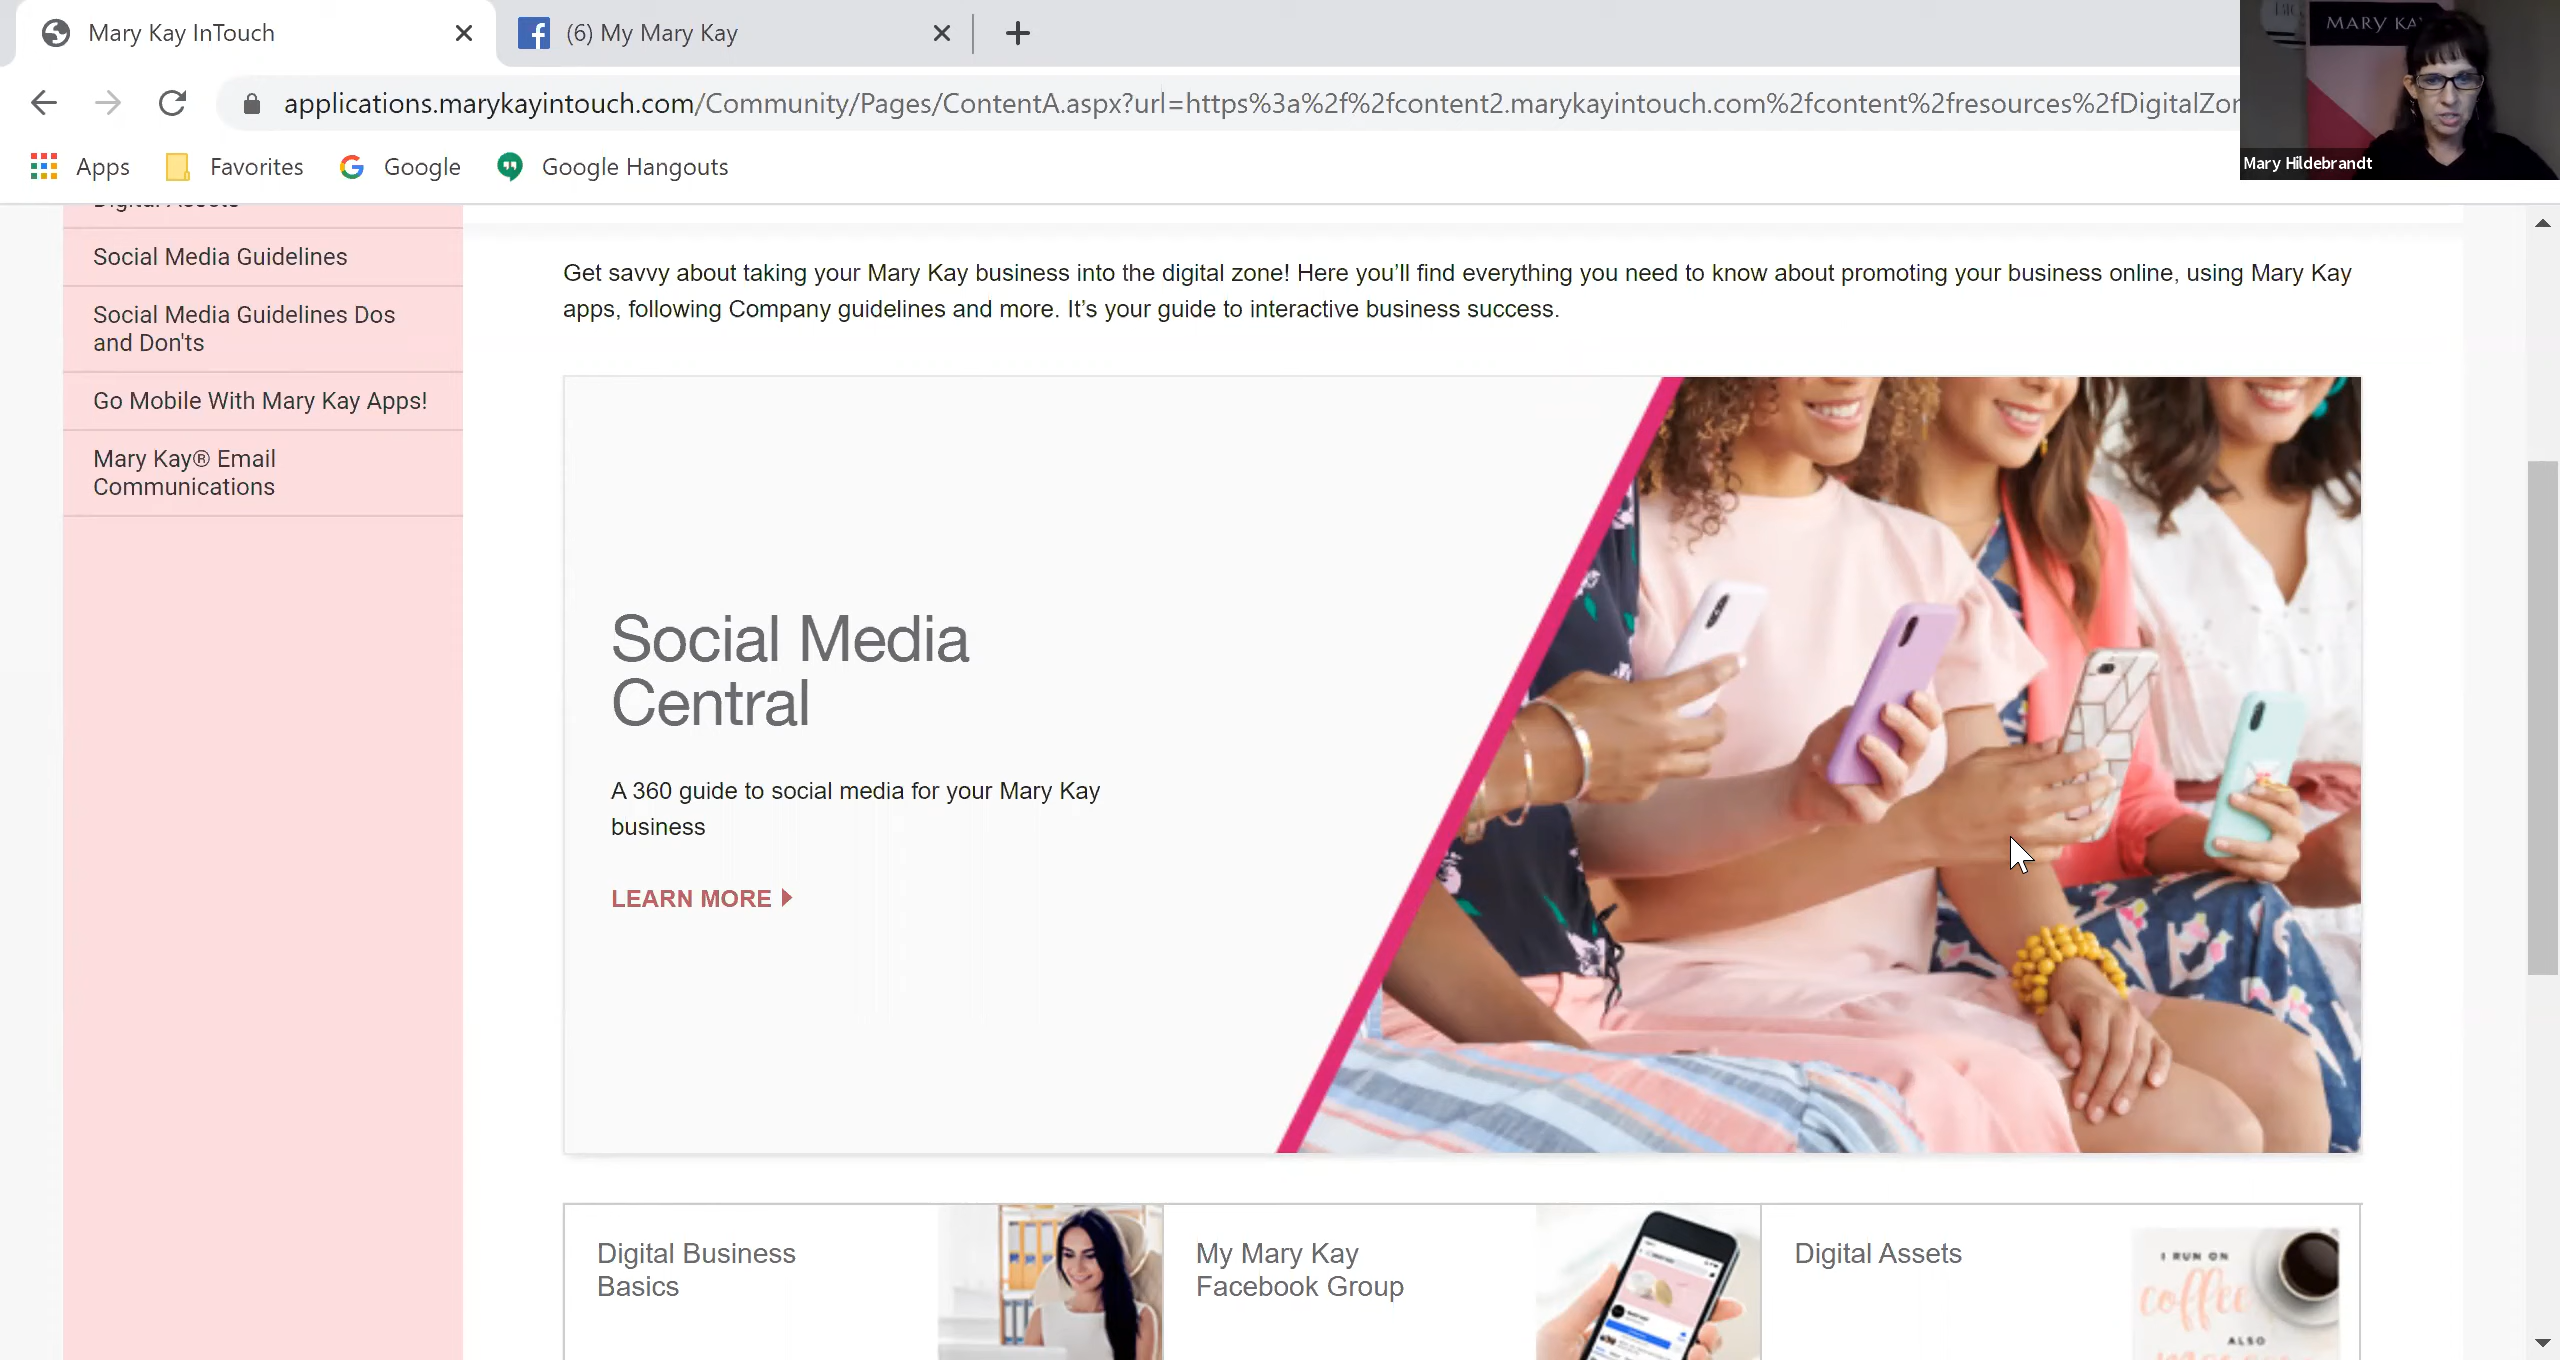 Mary Kay InTouch
(6) My Mary Kay
applications.marykayintouch.com/Community/Pages/ContentA.aspx?url=https%3a%2f%2fcontent2.marykayintouch.com%2fcontent%2fresources%2fDigitalZor
MARY KA
Mary Hildebrandt
Apps
Favorites
Google
Google Hangouts
Digital Assets
Social Media Guidelines
Social Media Guidelines Dos
and Don'ts
Go Mobile With Mary Kay Apps!
Mary Kay® Email
Communications
Get savvy about taking your Mary Kay business into the digital zone! Here you’ll find everything you need to know about promoting your business online, using Mary Kay
apps, following Company guidelines and more. It’s your guide to interactive business success.
Social Media
Central
A 360 guide to social media for your Mary Kay
business
LEARN MORE
Digital Business
Basics
My Mary Kay
Facebook Group
Digital Assets
I RUN ON
coffee
ALSO